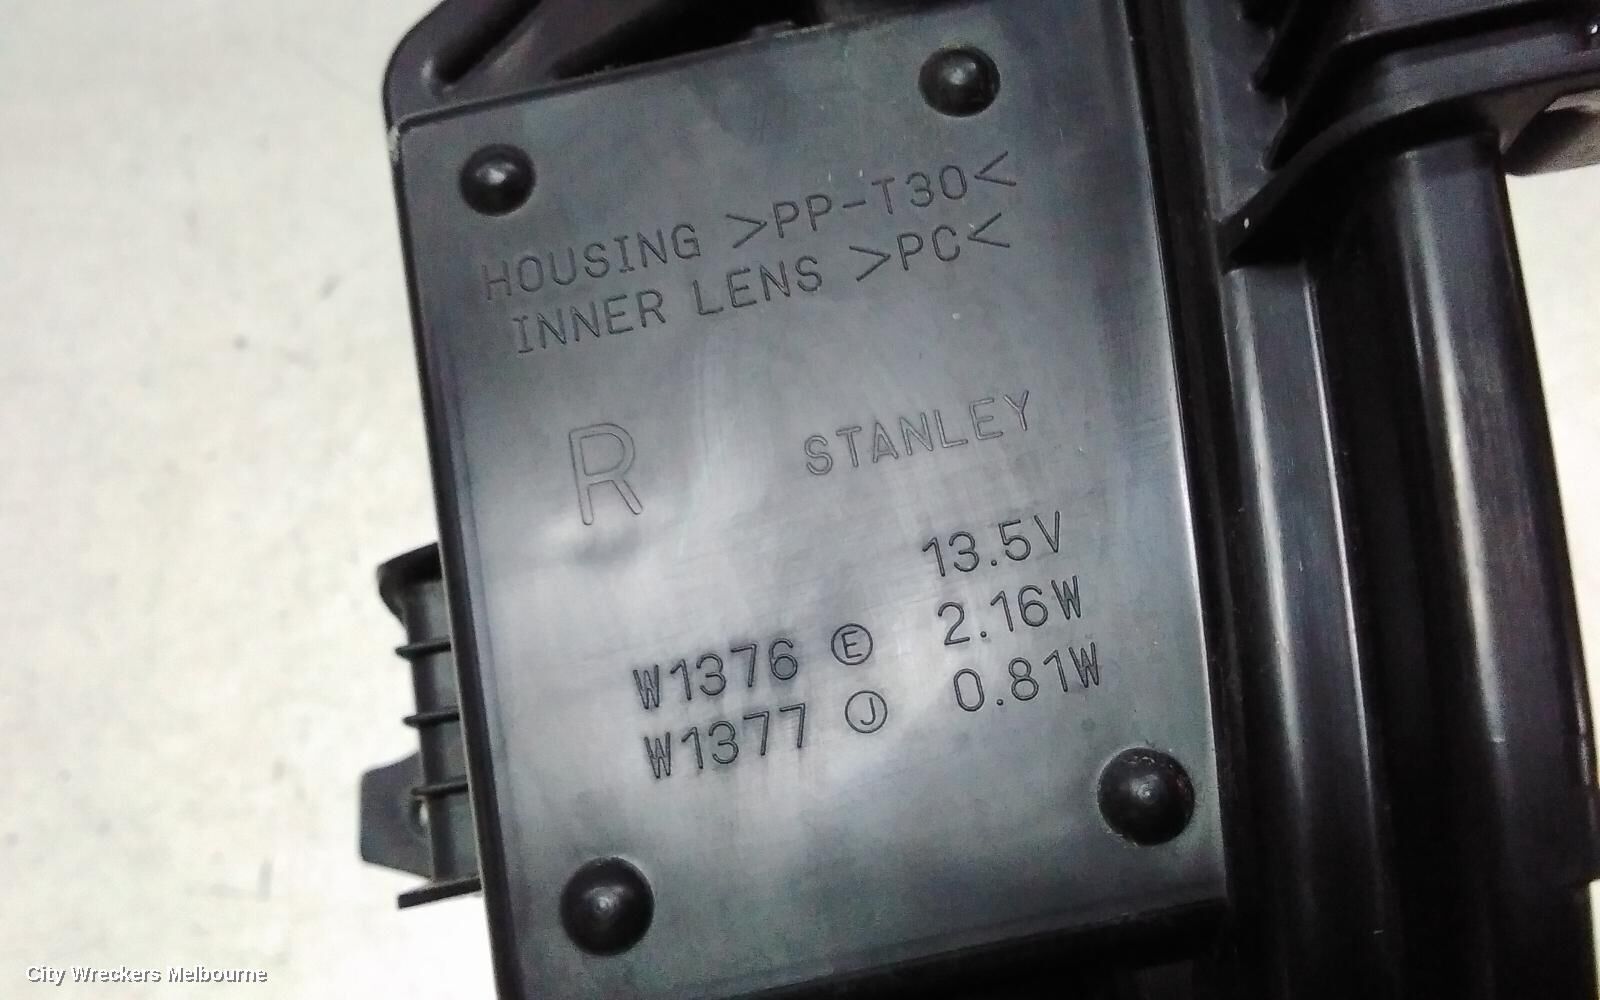 HOUSING >PP-T30<
INNER LENS >PC<
R STANLEY
13.5V
W1376 Ⓔ 2.16W
W1377 Ⓙ 0.81W
City Wreckers Melbourne